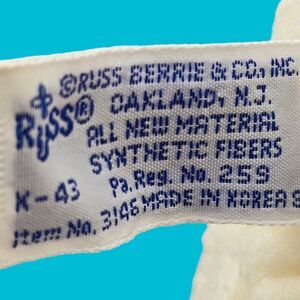 ©RUSS BERRIE & CO., INC.
RUSS®
OAKLAND, N.J.
ALL NEW MATERIAL
SYNTHETIC FIBERS
K-43
Pa. Reg. No. 259
Item No. 3146 MADE IN KOREA